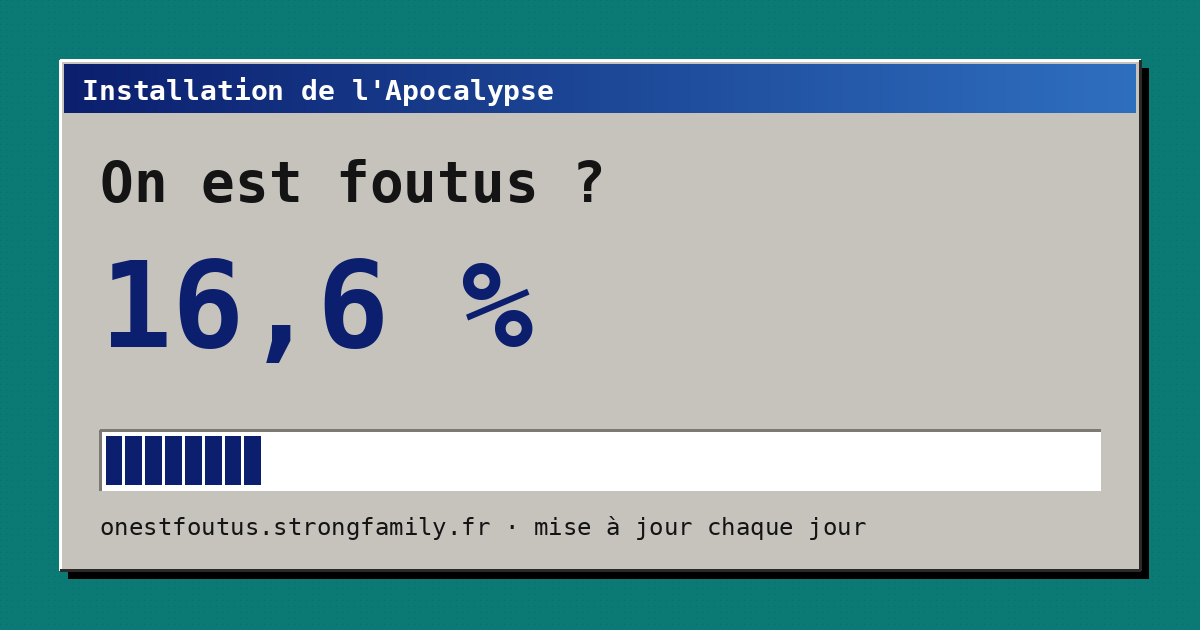 Installation de l'Apocalypse
On est foutus ?
16,6 %
onestfoutus.strongfamily.fr · mise à jour chaque jour